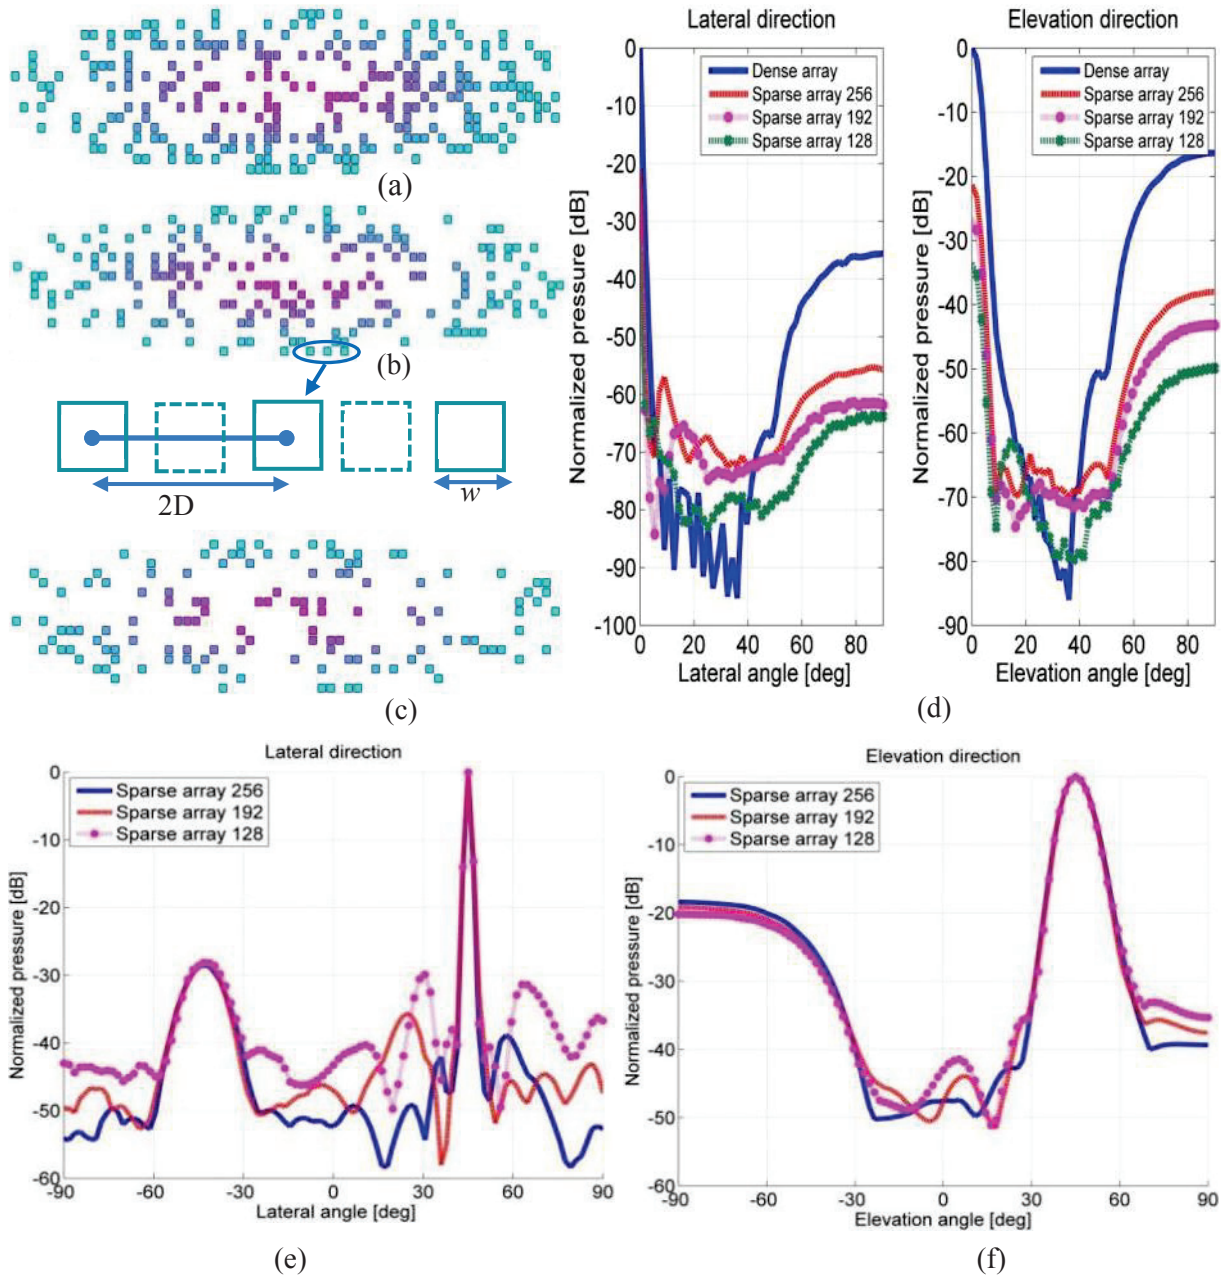 (a)
(b)
2D
w
(c)
Lateral direction
Normalized pressure [dB]
0
-10
-20
-30
-40
-50
-60
-70
-80
-90
-100
Dense array
Sparse array 256
Sparse array 192
Sparse array 128
0 20 40 60 80
Lateral angle [deg]
Elevation direction
Normalized pressure [dB]
0
-10
-20
-30
-40
-50
-60
-70
-80
-90
Dense array
Sparse array 256
Sparse array 192
Sparse array 128
0 20 40 60 80
Elevation angle [deg]
(d)
Lateral direction
Normalized pressure [dB]
0
-10
-20
-30
-40
-50
-60
Sparse array 256
Sparse array 192
Sparse array 128
-90 -60 -30 0 30 60 90
Lateral angle [deg]
(e)
Elevation direction
Normalized pressure [dB]
0
-10
-20
-30
-40
-50
-60
Sparse array 256
Sparse array 192
Sparse array 128
-90 -60 -30 0 30 60 90
Elevation angle [deg]
(f)